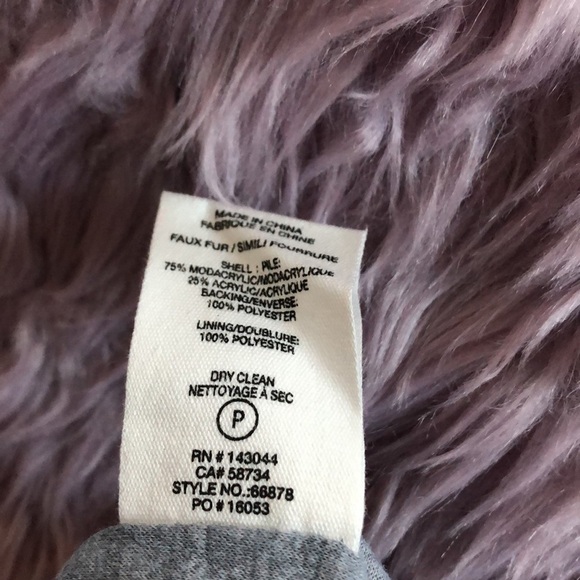 MADE IN CHINA
FABRIQUE EN CHINE
FAUX FUR / SIMILI FOURRURE
SHELL : PILE:
75% MODACRYLIC/MODACRYLIQUE
25% ACRYLIC/ACRYLIQUE
BACKING/ENVERSE:
100% POLYESTER
LINING/DOUBLURE:
100% POLYESTER
DRY CLEAN
NETTOYAGE À SEC
P
RN # 143044
CA# 58734
STYLE NO.:66878
PO # 16053